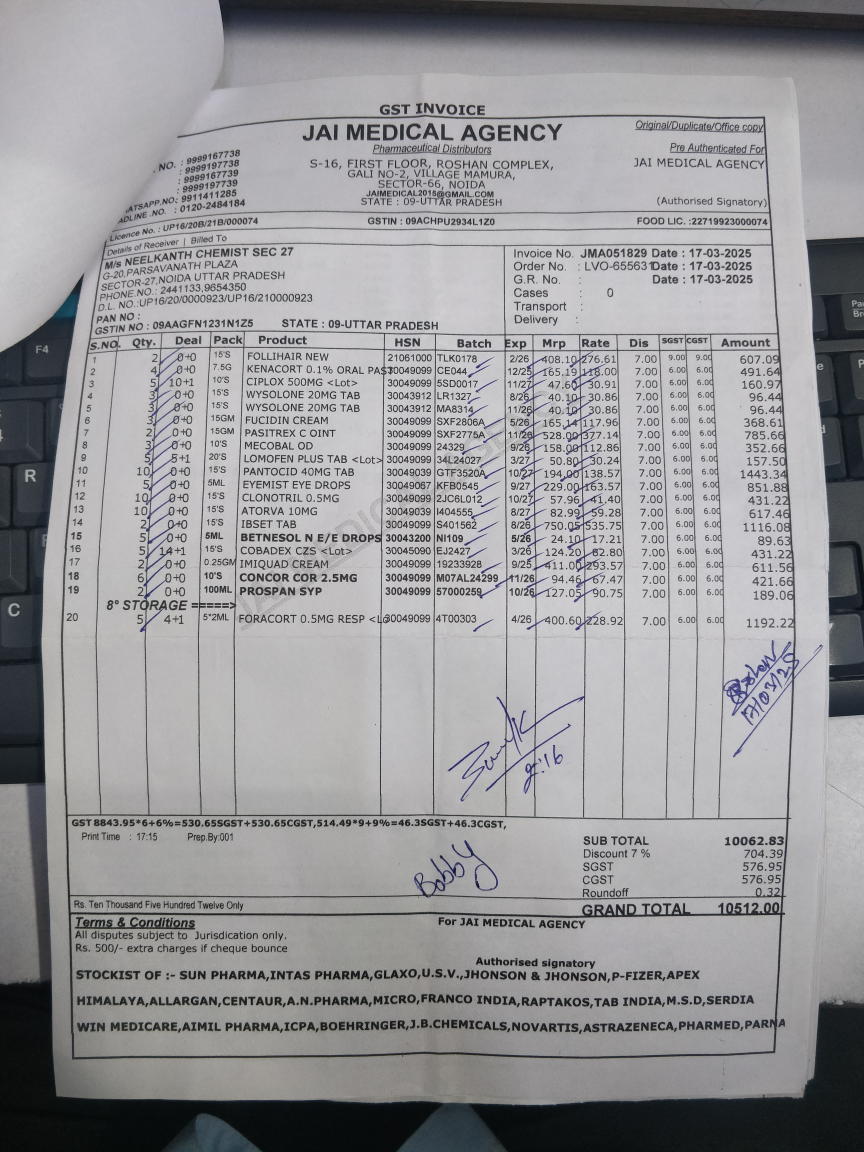 GST INVOICE
Original/Duplicate/Office copy
JAI MEDICAL AGENCY
Pharmaceutical Distributors
Pre Authenticated For
JAI MEDICAL AGENCY
S-16, FIRST FLOOR, ROSHAN COMPLEX,
GALI NO-2, VILLAGE MAMURA,
SECTOR-66, NOIDA
JAIMEDICAL2015@GMAIL.COM
STATE : 09-UTTAR PRADESH
(Authorised Signatory)
NO. : 9999167738
: 9999197738
: 9999167739
: 9999197739
ATSAPP.NO: 9911411285
ADLINE .NO. : 0120-2484184
Licence No. : UP16/20B/21B/000074
GSTIN : 09ACHPU2934L1Z0
FOOD LIC. :22719923000074
Details of Receiver | Billed To
M/s NEELKANTH CHEMIST SEC 27
G-20,PARSAVANATH PLAZA
SECTOR-27,NOIDA UTTAR PRADESH
PHONE.NO.: 2441133,9654350
D.L. NO.:UP16/20/0000923/UP16/210000923
PAN NO :
GSTIN NO : 09AAGFN1231N1Z5 STATE : 09-UTTAR PRADESH
Invoice No. JMA051829 Date : 17-03-2025
Order No. : LVO-655631 Date : 17-03-2025
G.R. No. : Date : 17-03-2025
Cases : 0
Transport :
Delivery :
S.NO. Qty. Deal Pack Product HSN Batch Exp Mrp Rate Dis SGST CGST Amount
1 2 0+0 15'S FOLLIHAIR NEW 21061000 TLK0178 2/26 408.10 276.61 7.00 9.00 9.00 607.09
2 4 0+0 7.5G KENACORT 0.1% ORAL PAST 30049099 CE044 12/25 165.19 118.00 7.00 6.00 6.00 491.64
3 5 10+1 10'S CIPLOX 500MG <Lot> 30049099 5SD0017 11/27 47.60 30.91 7.00 6.00 6.00 160.97
4 3 0+0 15'S WYSOLONE 20MG TAB 30043912 LR1327 8/26 40.10 30.86 7.00 6.00 6.00 96.44
5 3 0+0 15'S WYSOLONE 20MG TAB 30043912 MA8314 11/26 40.10 30.86 7.00 6.00 6.00 96.44
6 3 0+0 15GM FUCIDIN CREAM 30049099 SXF2806A 5/26 165.14 117.96 7.00 6.00 6.00 368.61
7 2 0+0 15GM PASITREX C OINT 30049099 SXF2775A 11/26 528.00 377.14 7.00 6.00 6.00 785.66
8 3 0+0 10'S MECOBAL OD 30049099 24329 9/26 158.00 112.86 7.00 6.00 6.00 352.66
9 5 5+1 20'S LOMOFEN PLUS TAB <Lot> 30049099 34L24027 3/27 50.80 30.24 7.00 6.00 6.00 157.50
10 10 0+0 15'S PANTOCID 40MG TAB 30049039 GTF3520A 10/27 194.00 138.57 7.00 6.00 6.00 1443.34
11 5 0+0 5ML EYEMIST EYE DROPS 30049067 KFB0545 9/27 229.00 163.57 7.00 6.00 6.00 851.88
12 10 0+0 15'S CLONOTRIL 0.5MG 30049099 2JC6L012 10/27 57.96 41.40 7.00 6.00 6.00 431.22
13 10 0+0 15'S ATORVA 10MG 30049039 I404555 8/26 82.99 59.28 7.00 6.00 6.00 617.46
14 2 0+0 15'S IBSET TAB 30049099 S401562 8/26 750.05 535.75 7.00 6.00 6.00 1116.08
15 5 0+0 5ML BETNESOL N E/E DROPS 30043200 NI109 5/26 24.10 17.21 7.00 6.00 6.00 89.63
16 5 14+1 15'S COBADEX CZS <Lot> 30045090 EJ2427 3/26 124.20 82.80 7.00 6.00 6.00 431.22
17 2 0+0 0.25GM IMIQUAD CREAM 30049099 19233928 9/25 411.00 293.57 7.00 6.00 6.00 611.56
18 6 0+0 10'S CONCOR COR 2.5MG 30049099 M07AL24299 11/26 94.46 67.47 7.00 6.00 6.00 421.66
19 2 0+0 100ML PROSPAN SYP 30049099 57000259 10/26 127.05 90.75 7.00 6.00 6.00 189.06
8° STORAGE =====>
20 5 4+1 5*2ML FORACORT 0.5MG RESP <Lo 30049099 4T00303 4/26 400.60 228.92 7.00 6.00 6.00 1192.22
17/03/25
2:16
GST 8843.95*6+6%=530.65SGST+530.65CGST,514.49*9+9%=46.3SGST+46.3CGST,
Print Time : 17:15 Prep.By:001
Bobby
SUB TOTAL 10062.83
Discount 7 % 704.39
SGST 576.95
CGST 576.95
Roundoff 0.32
Rs. Ten Thousand Five Hundred Twelve Only
GRAND TOTAL 10512.00
Terms & Conditions
For JAI MEDICAL AGENCY
All disputes subject to Jurisdication only.
Rs. 500/- extra charges if cheque bounce
Authorised signatory
STOCKIST OF :- SUN PHARMA,INTAS PHARMA,GLAXO,U.S.V.,JHONSON & JHONSON,P-FIZER,APEX
HIMALAYA,ALLARGAN,CENTAUR,A.N.PHARMA,MICRO,FRANCO INDIA,RAPTAKOS,TAB INDIA,M.S.D,SERDIA
WIN MEDICARE,AIMIL PHARMA,ICPA,BOEHRINGER,J.B.CHEMICALS,NOVARTIS,ASTRAZENECA,PHARMED,PARNA
F4
R
C